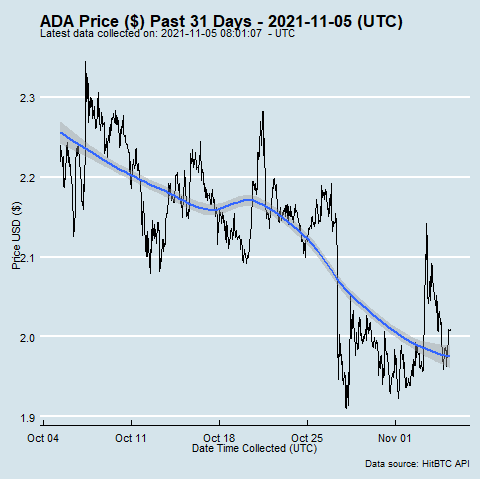 ADA Price ($) Past 31 Days - 2021-11-05 (UTC)
Latest data collected on: 2021-11-05 08:01:07 - UTC
Price USD ($)
2.3
2.2
2.1
2.0
1.9
Oct 04 Oct 11 Oct 18 Oct 25 Nov 01
Date Time Collected (UTC)
Data source: HitBTC API